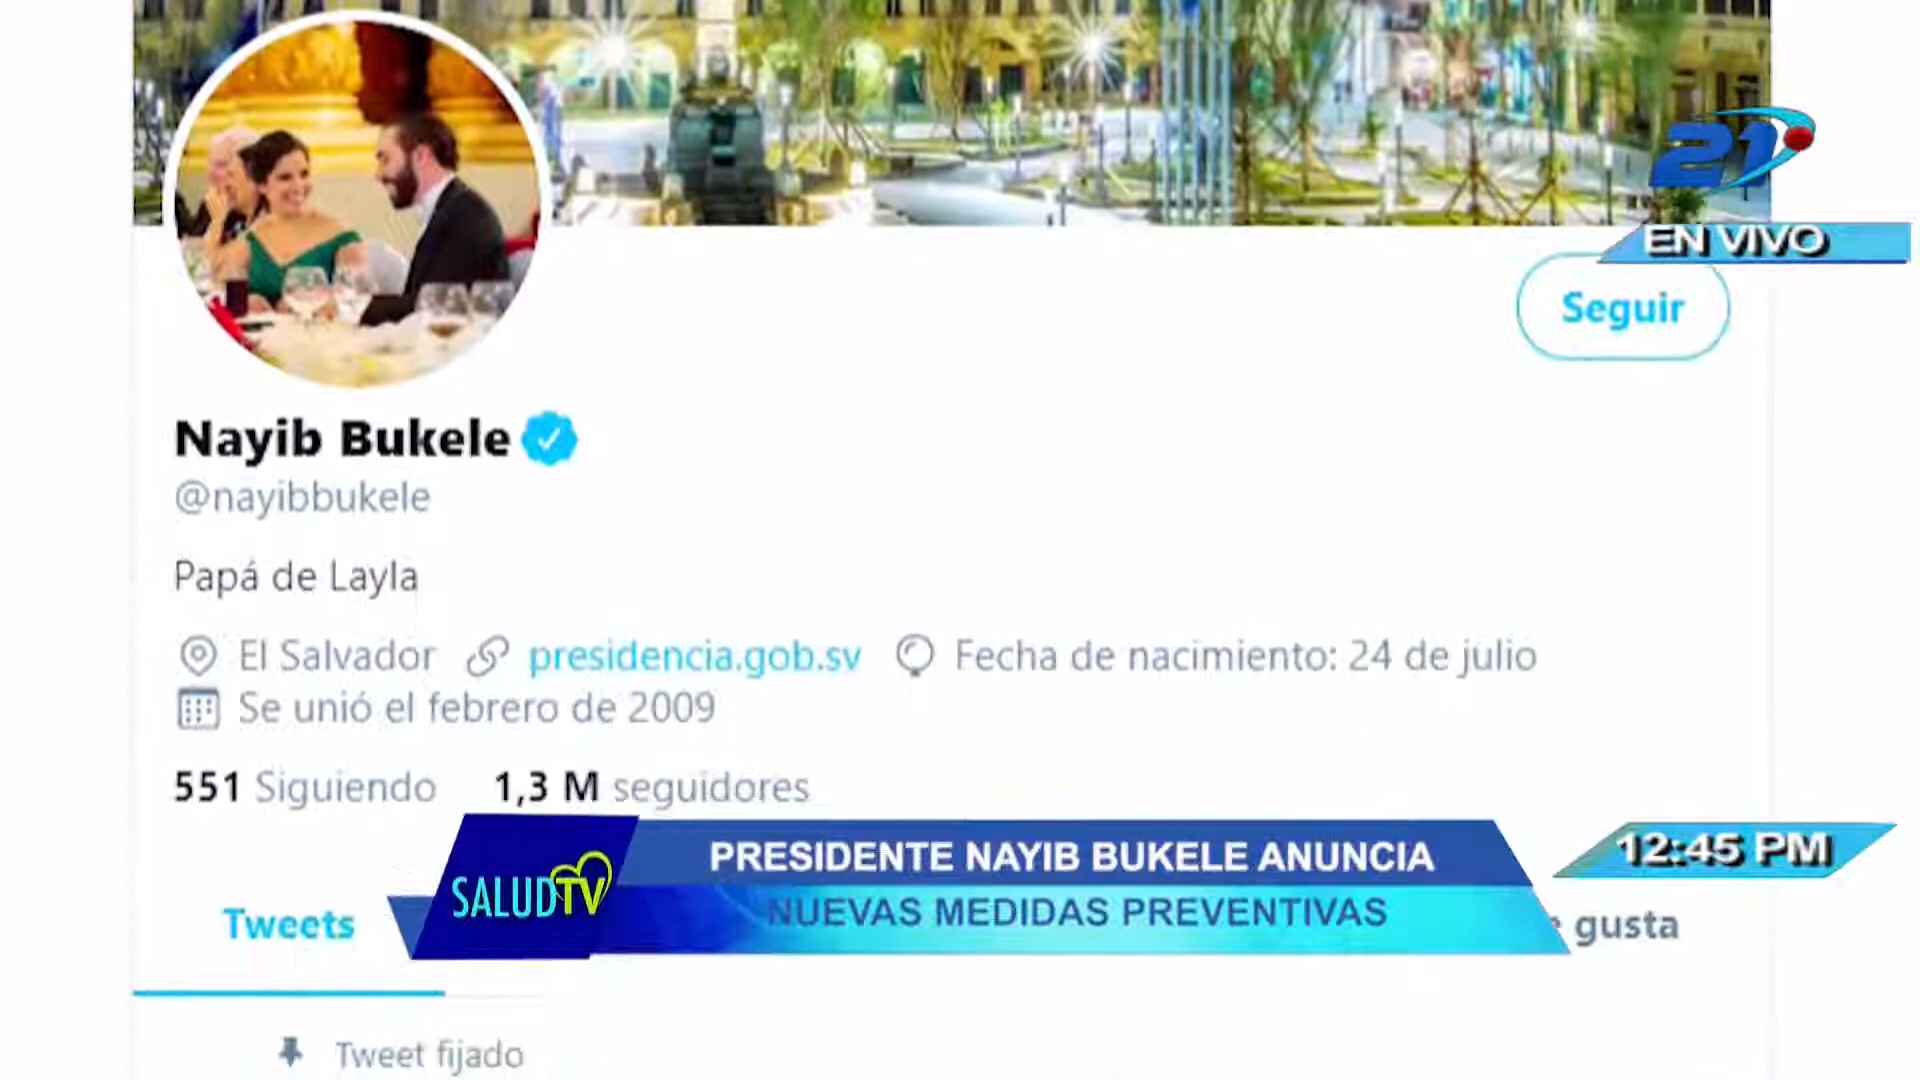 21
EN VIVO
Seguir
Nayib Bukele
@nayibbukele
Papá de Layla
El Salvador presidencia.gob.sv Fecha de nacimiento: 24 de julio
Se unió el febrero de 2009
551 Siguiendo 1,3 M seguidores
PRESIDENTE NAYIB BUKELE ANUNCIA
12:45 PM
SALUDTV
NUEVAS MEDIDAS PREVENTIVAS
Tweets
gusta
Tweet fijado